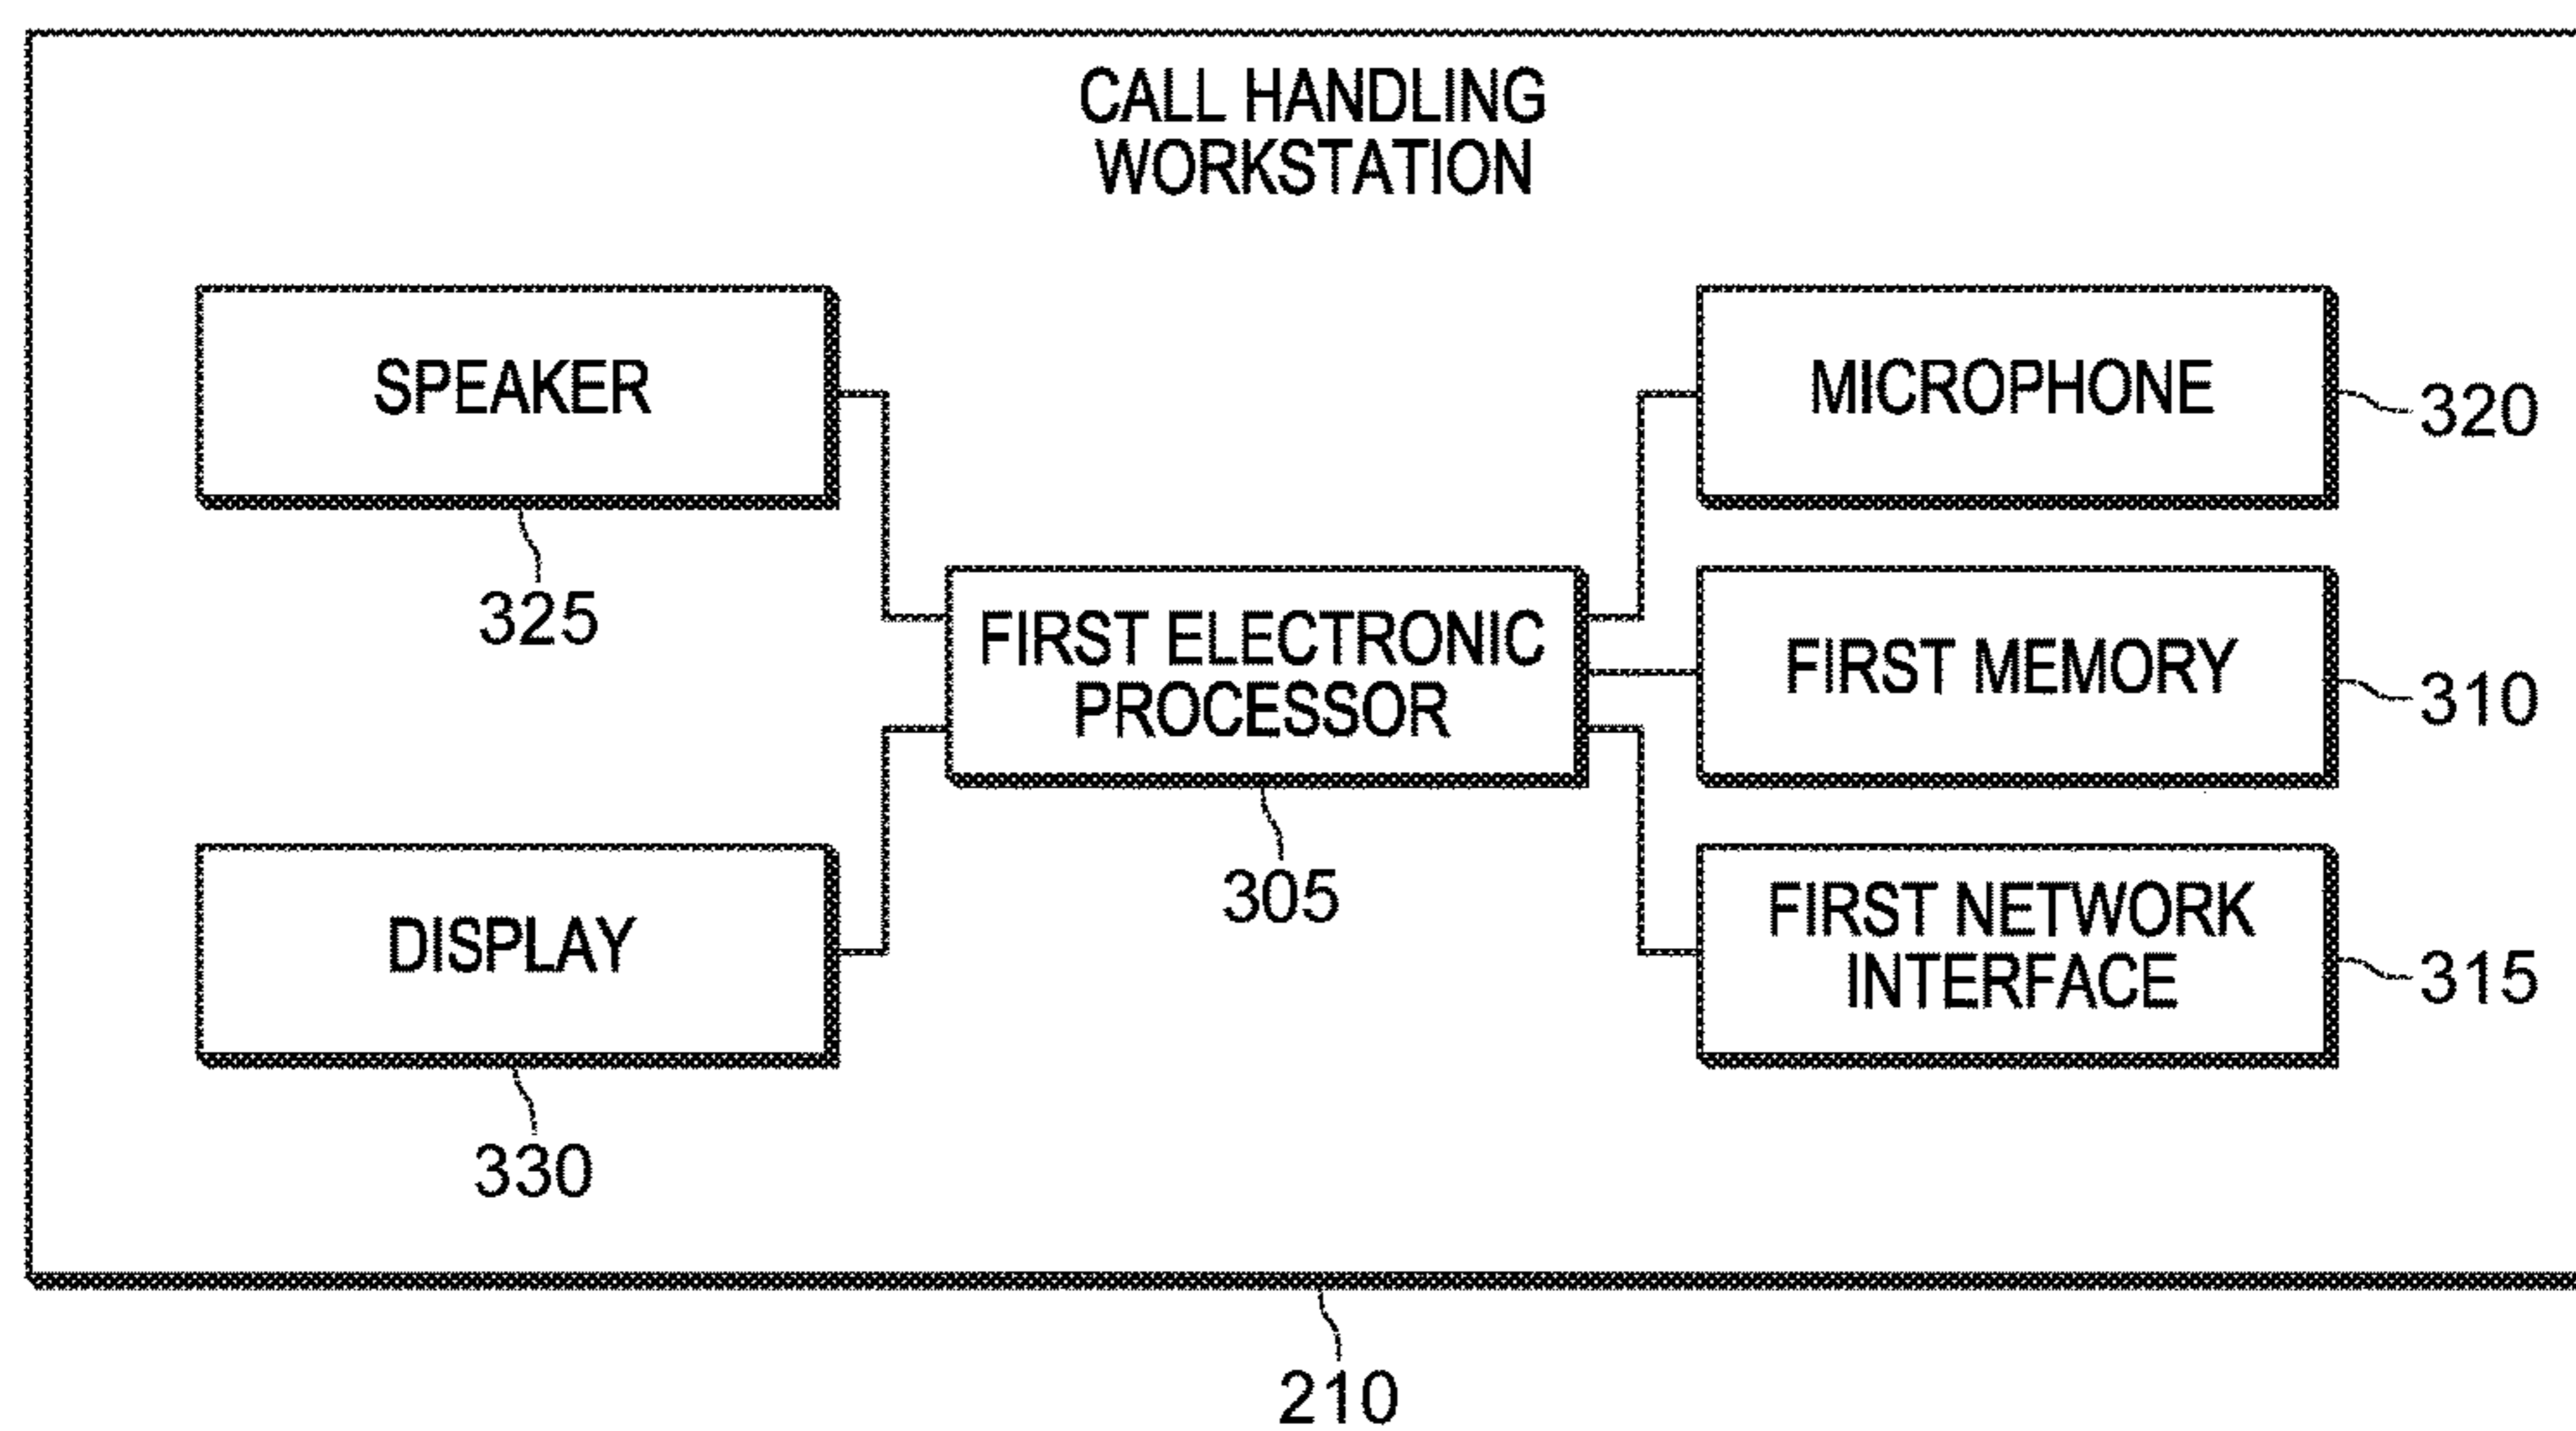 CALL HANDLING
WORKSTATION
SPEAKER
325
MICROPHONE
320
FIRST ELECTRONIC
PROCESSOR
305
FIRST MEMORY
310
DISPLAY
330
FIRST NETWORK
INTERFACE
315
210